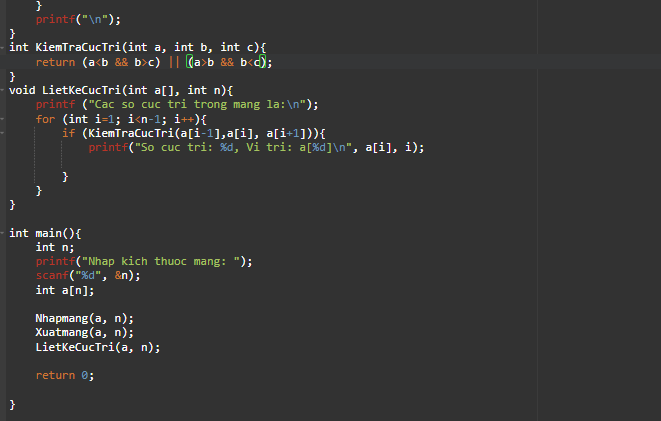 }
printf("\n");
}
int KiemTraCucTri(int a, int b, int c){
return (a<b && b>c) || (a>b && b<c);
}
void LietKeCucTri(int a[], int n){
printf ("Cac so cuc tri trong mang la:\n");
for (int i=1; i<n-1; i++){
if (KiemTraCucTri(a[i-1],a[i], a[i+1])){
printf("So cuc tri: %d, Vi tri: a[%d]\n", a[i], i);
}
}
}
int main(){
int n;
printf("Nhap kich thuoc mang: ");
scanf("%d", &n);
int a[n];
Nhapmang(a, n);
Xuatmang(a, n);
LietKeCucTri(a, n);
return 0;
}